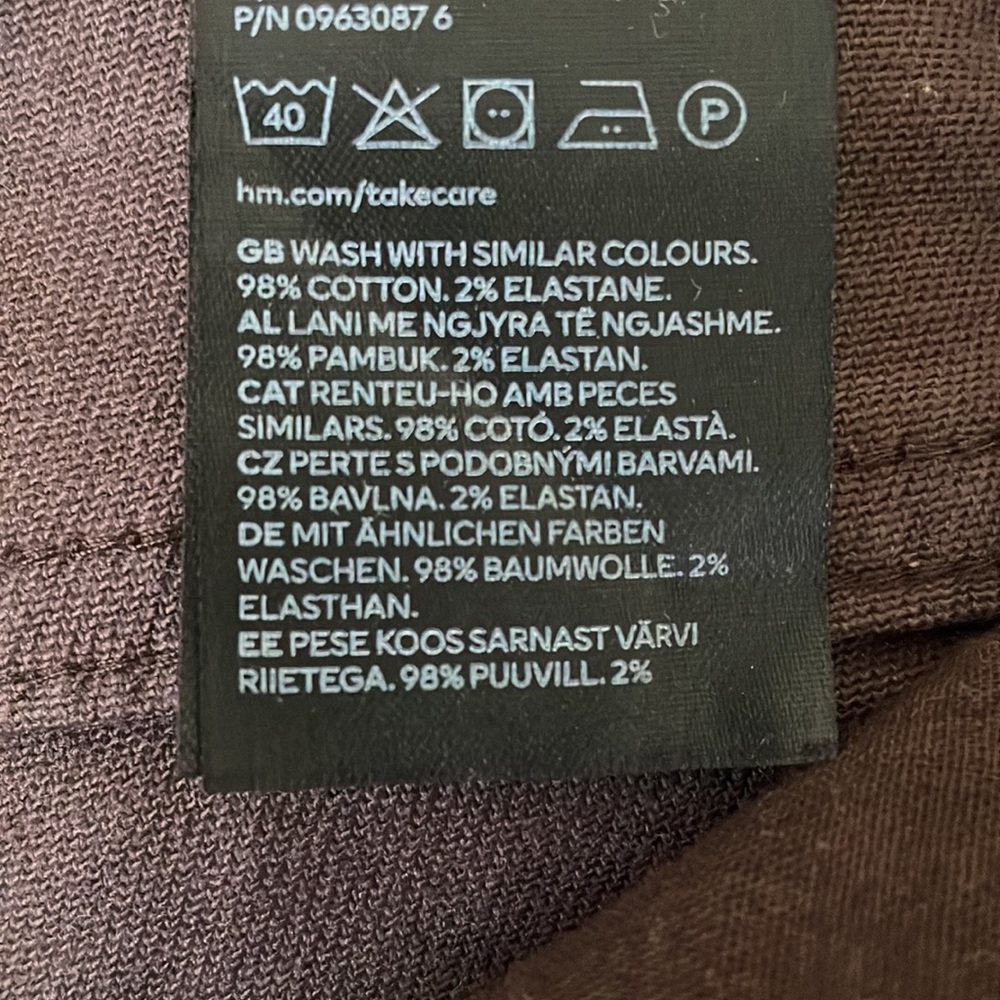 P/N 0963087 6
40
P
hm.com/takecare
GB WASH WITH SIMILAR COLOURS.
98% COTTON. 2% ELASTANE.
AL LANI ME NGJYRA TË NGJASHME.
98% PAMBUK. 2% ELASTAN.
CAT RENTEU-HO AMB PECES
SIMILARS. 98% COTÓ. 2% ELASTÀ.
CZ PERTE S PODOBNÝMI BARVAMI.
98% BAVLNA. 2% ELASTAN.
DE MIT ÄHNLICHEN FARBEN
WASCHEN. 98% BAUMWOLLE. 2%
ELASTHAN.
EE PESE KOOS SARNAST VÄRVI
RIIETEGA. 98% PUUVILL. 2%